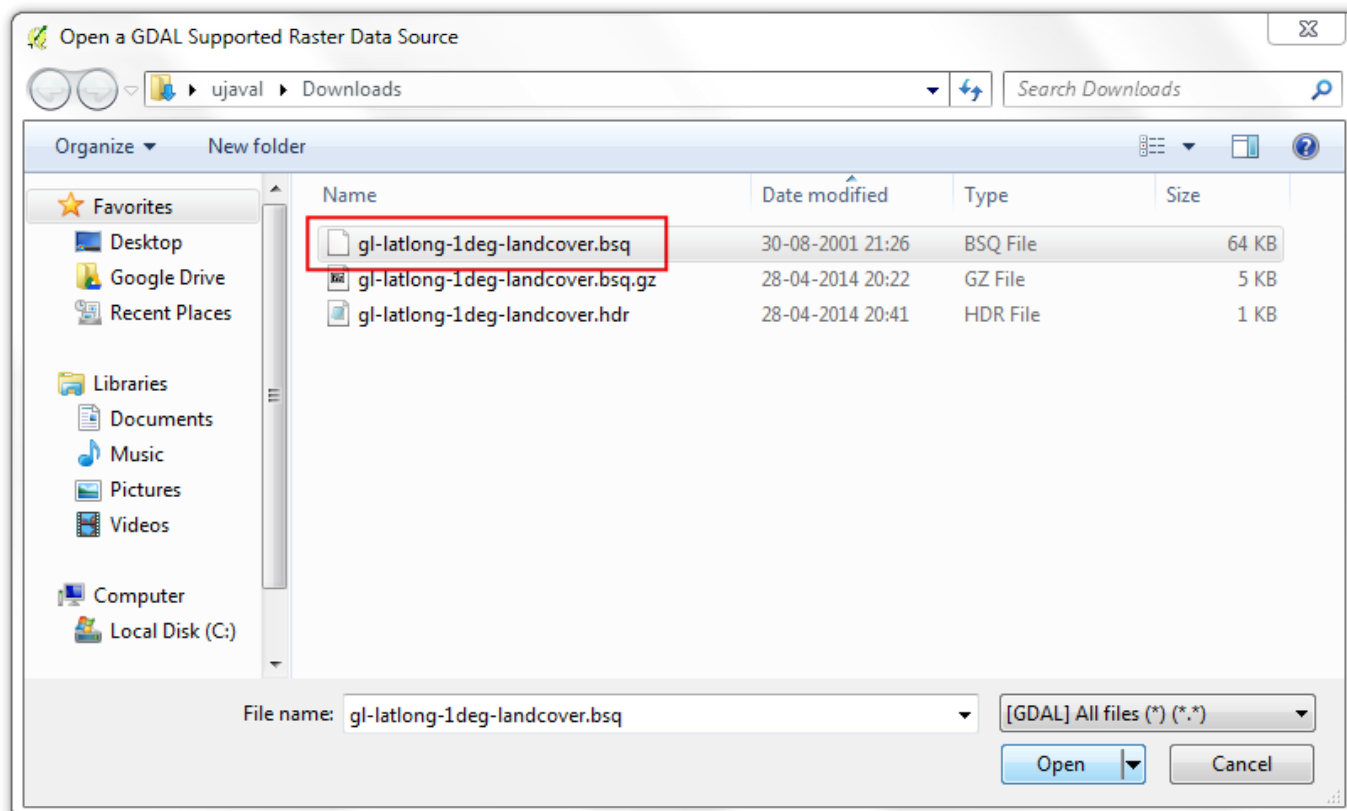 Open a GDAL Supported Raster Data Source
ujaval Downloads
Search Downloads
Organize
New folder
Favorites
Desktop
Google Drive
Recent Places
Libraries
Documents
Music
Pictures
Videos
Computer
Local Disk (C:)
Name Date modified Type Size
gl-latlong-1deg-landcover.bsq 30-08-2001 21:26 BSQ File 64 KB
gl-latlong-1deg-landcover.bsq.gz 28-04-2014 20:22 GZ File 5 KB
gl-latlong-1deg-landcover.hdr 28-04-2014 20:41 HDR File 1 KB
File name: gl-latlong-1deg-landcover.bsq
[GDAL] All files (*) (*.*)
Open Cancel